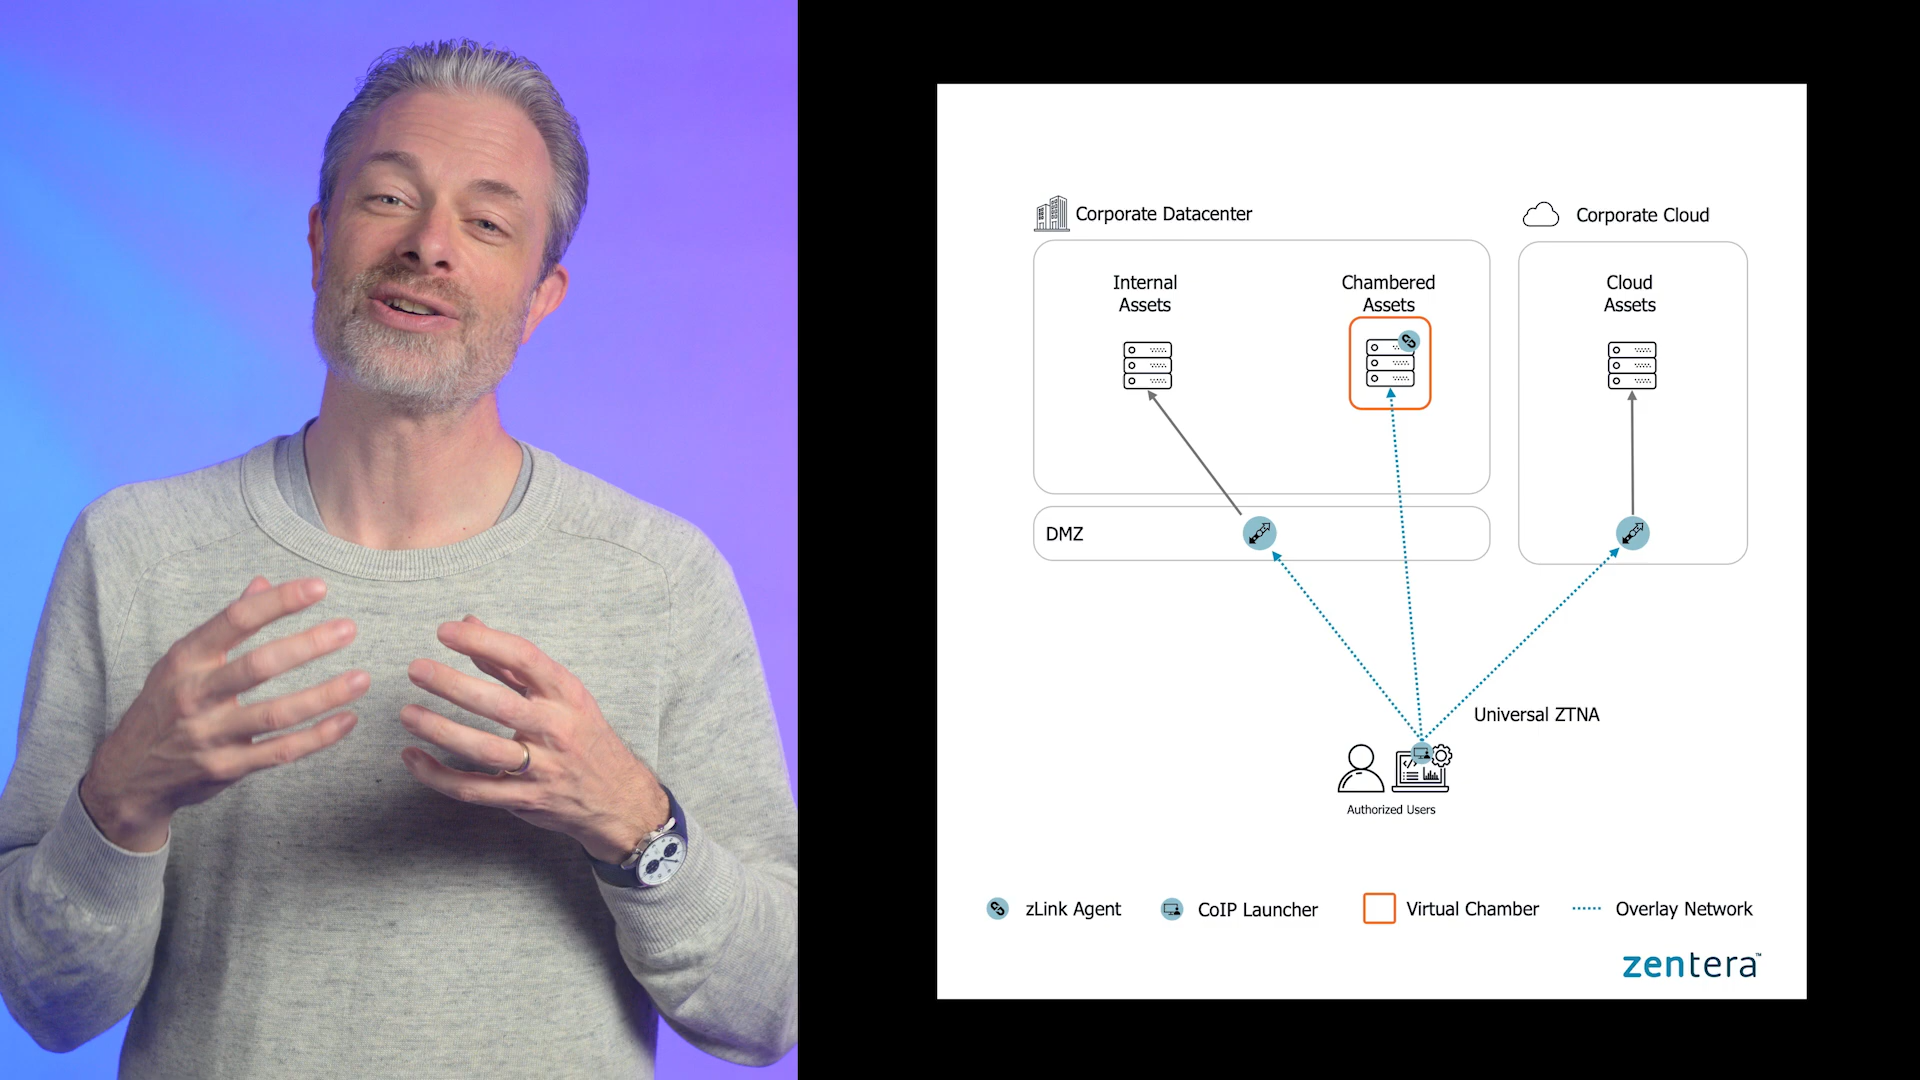 Corporate Datacenter
Corporate Cloud
Internal
Assets
Chambered
Assets
Cloud
Assets
DMZ
Universal ZTNA
Authorized Users
zLink Agent
CoIP Launcher
Virtual Chamber
Overlay Network
zentera™